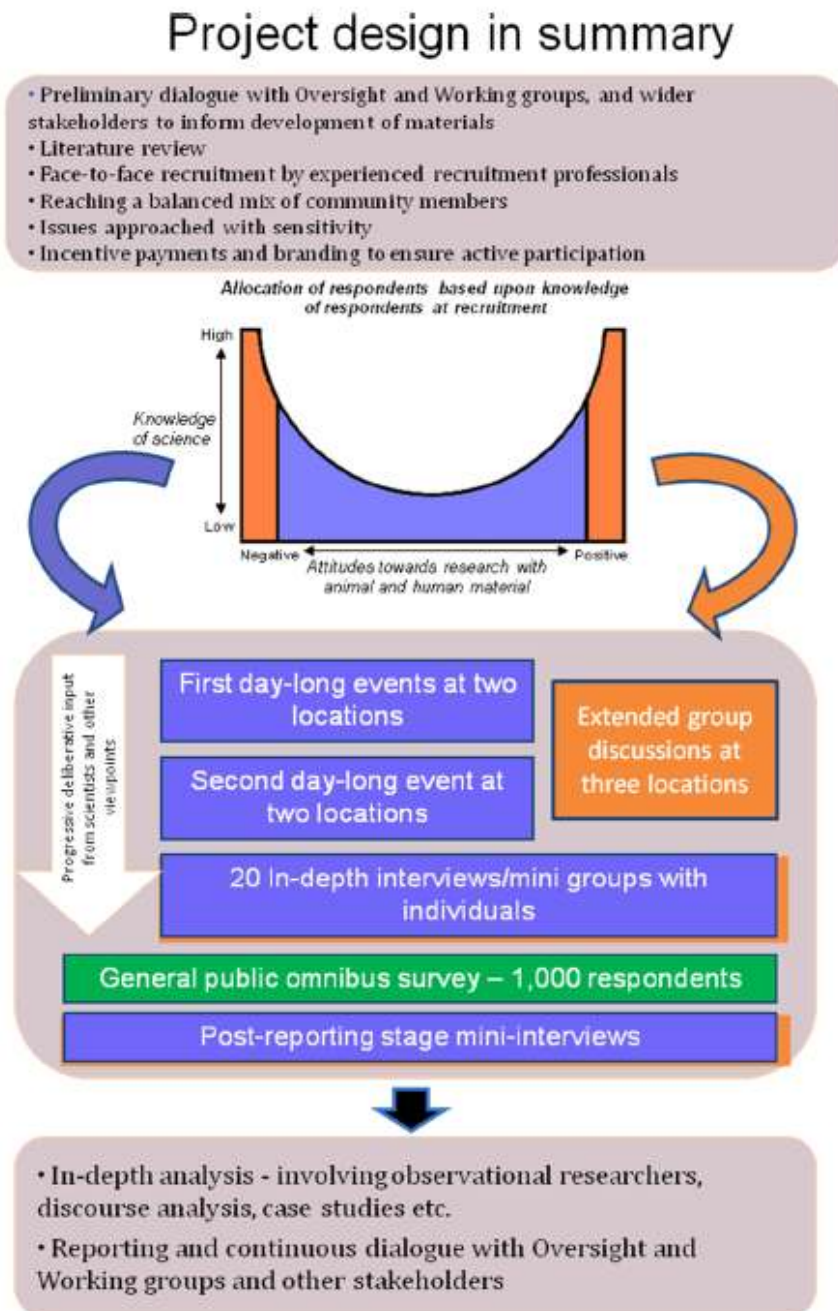 Project design in summary
• Preliminary dialogue with Oversight and Working groups, and wider
stakeholders to inform development of materials
• Literature review
• Face-to-face recruitment by experienced recruitment professionals
• Reaching a balanced mix of community members
• Issues approached with sensitivity
• Incentive payments and branding to ensure active participation
Allocation of respondents based upon knowledge
of respondents at recruitment
High
Knowledge
of science
Low
Negative
Positive
Attitudes towards research with
animal and human material
Progressive deliberative input
from scientists and other
viewpoints
First day-long events at two
locations
Second day-long event at
two locations
Extended group
discussions at
three locations
20 In-depth interviews/mini groups with
individuals
General public omnibus survey – 1,000 respondents
Post-reporting stage mini-interviews
• In-depth analysis - involving observational researchers,
discourse analysis, case studies etc.
• Reporting and continuous dialogue with Oversight and
Working groups and other stakeholders